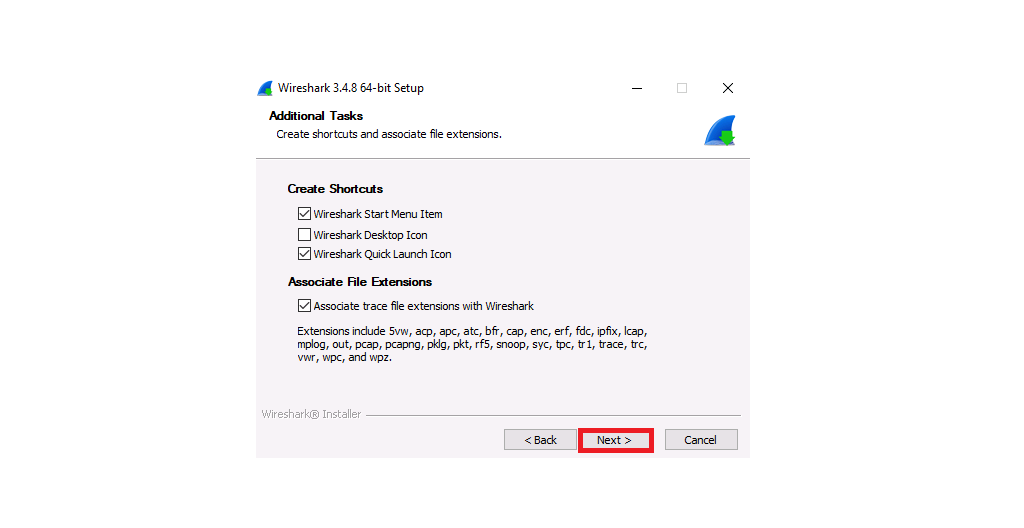 Wireshark 3.4.8 64-bit Setup
Additional Tasks
Create shortcuts and associate file extensions.
Create Shortcuts
Wireshark Start Menu Item
Wireshark Desktop Icon
Wireshark Quick Launch Icon
Associate File Extensions
Associate trace file extensions with Wireshark
Extensions include 5vw, acp, apc, atc, bfr, cap, enc, erf, fdc, ipfix, lcap,
mplog, out, pcap, pcapng, pklg, pkt, rf5, snoop, syc, tpc, tr1, trace, trc,
vwr, wpc, and wpz.
Wireshark® Installer
< Back Next > Cancel